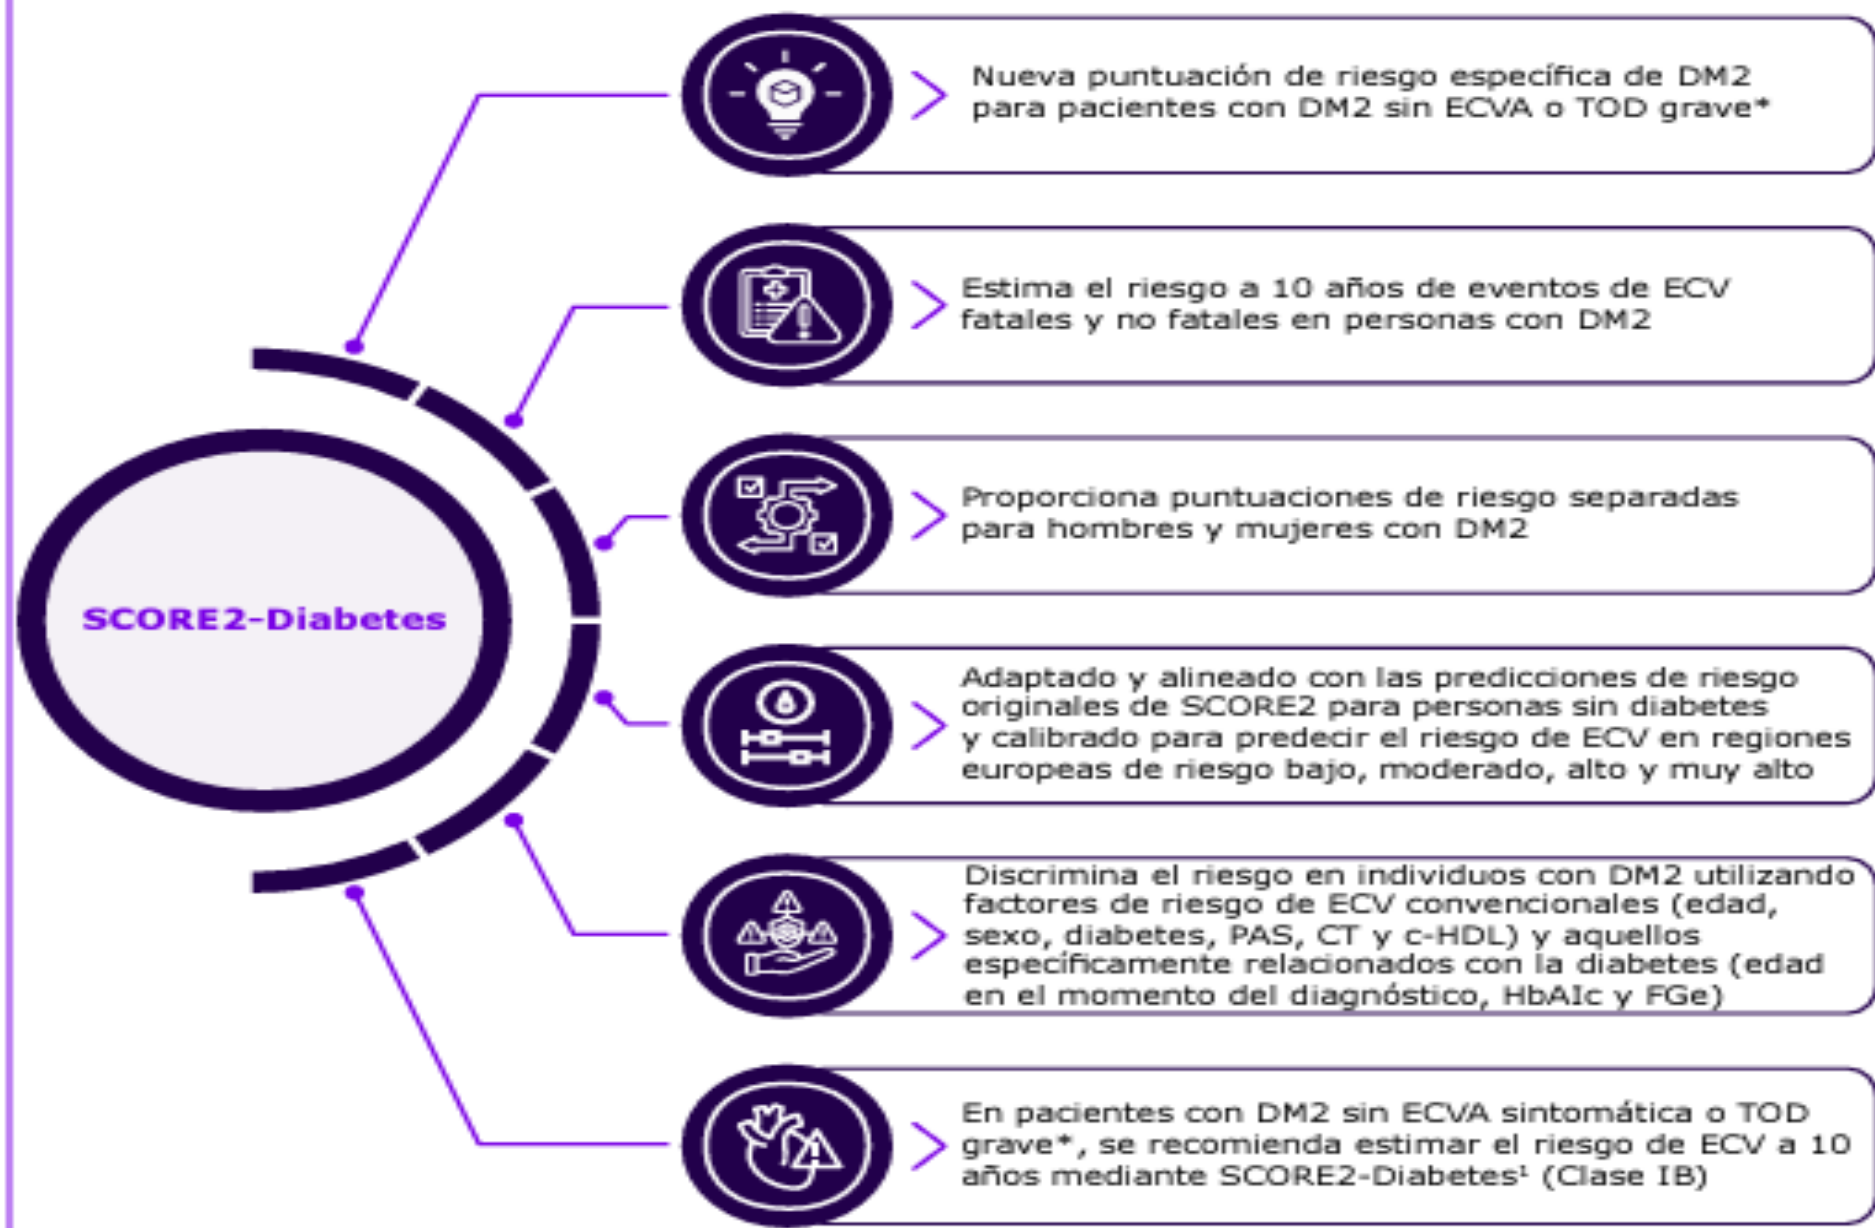 Nueva puntuación de riesgo específica de DM2
para pacientes con DM2 sin ECVA o TOD grave*
Estima el riesgo a 10 años de eventos de ECV
fatales y no fatales en personas con DM2
Proporciona puntuaciones de riesgo separadas
para hombres y mujeres con DM2
SCORE2-Diabetes
Adaptado y alineado con las predicciones de riesgo
originales de SCORE2 para personas sin diabetes
y calibrado para predecir el riesgo de ECV en regiones
europeas de riesgo bajo, moderado, alto y muy alto
Discrimina el riesgo en individuos con DM2 utilizando
factores de riesgo de ECV convencionales (edad,
sexo, diabetes, PAS, CT y c-HDL) y aquellos
específicamente relacionados con la diabetes (edad
en el momento del diagnóstico, HbAIc y FGe)
En pacientes con DM2 sin ECVA sintomática o TOD
grave*, se recomienda estimar el riesgo de ECV a 10
años mediante SCORE2-Diabetes¹ (Clase IB)